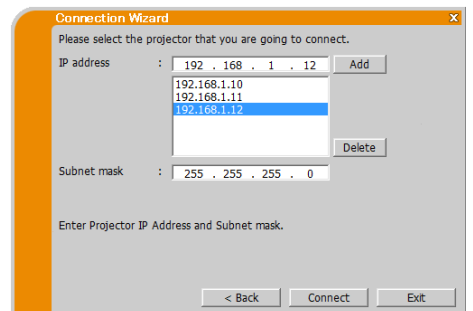 Connection Wizard x
Please select the projector that you are going to connect.
IP address : 192 . 168 . 1 . 12 Add
192.168.1.10
192.168.1.11
192.168.1.12
Delete
Subnet mask : 255 . 255 . 255 . 0
Enter Projector IP Address and Subnet mask.
< Back Connect Exit